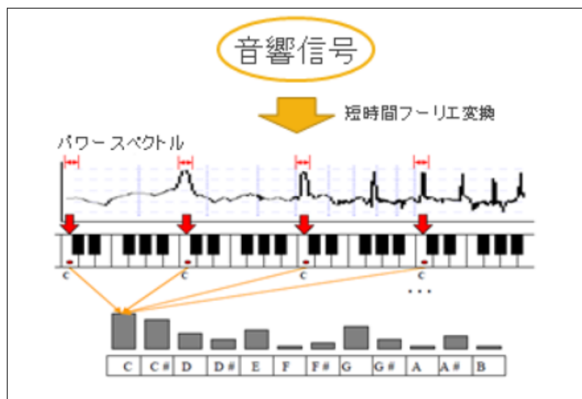 音響信号
短時間フーリエ変換
パワースペクトル
C C C C
...
C C# D D# E F F# G G# A A# B